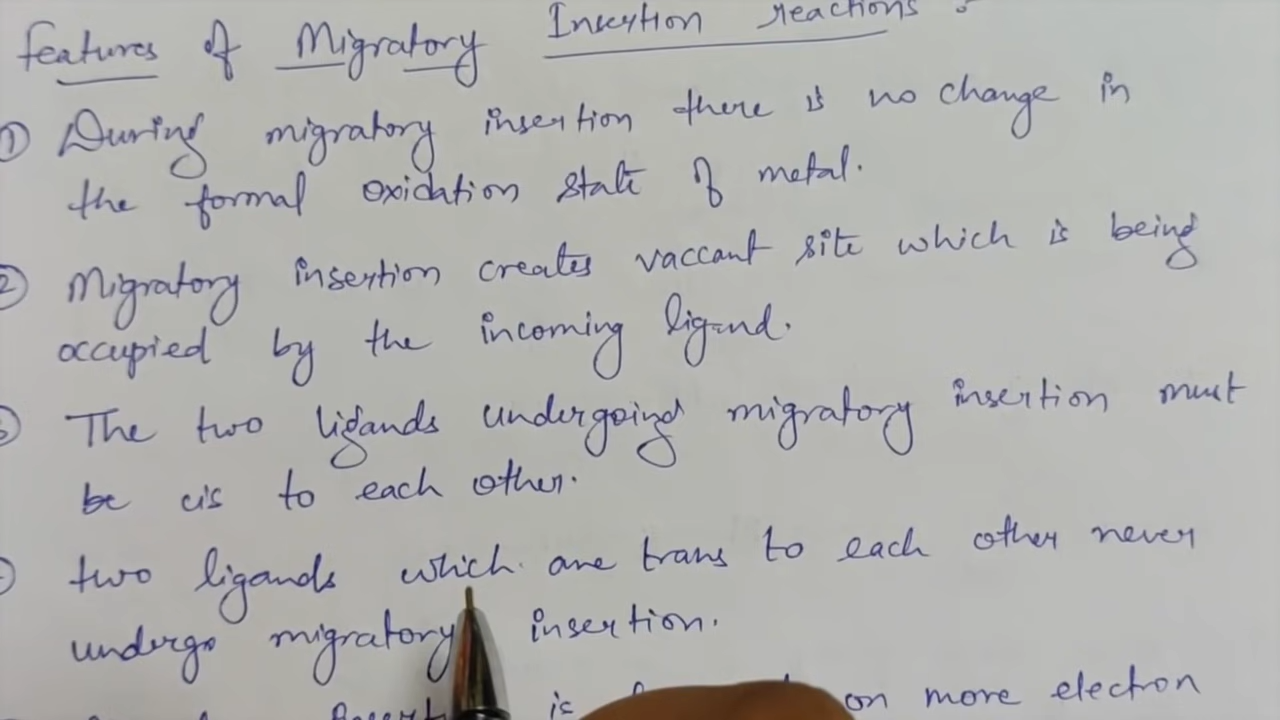 features of Migratory Insertion reactions :
① During migratory insertion there is no change in
the formal oxidation state of metal.
② Migratory insertion creates vaccant site which is being
occupied by the incoming ligand.
The two ligands undergoing migratory insertion must
be cis to each other.
two ligands which are trans to each other never
undergo migratory insertion.
is on more electron